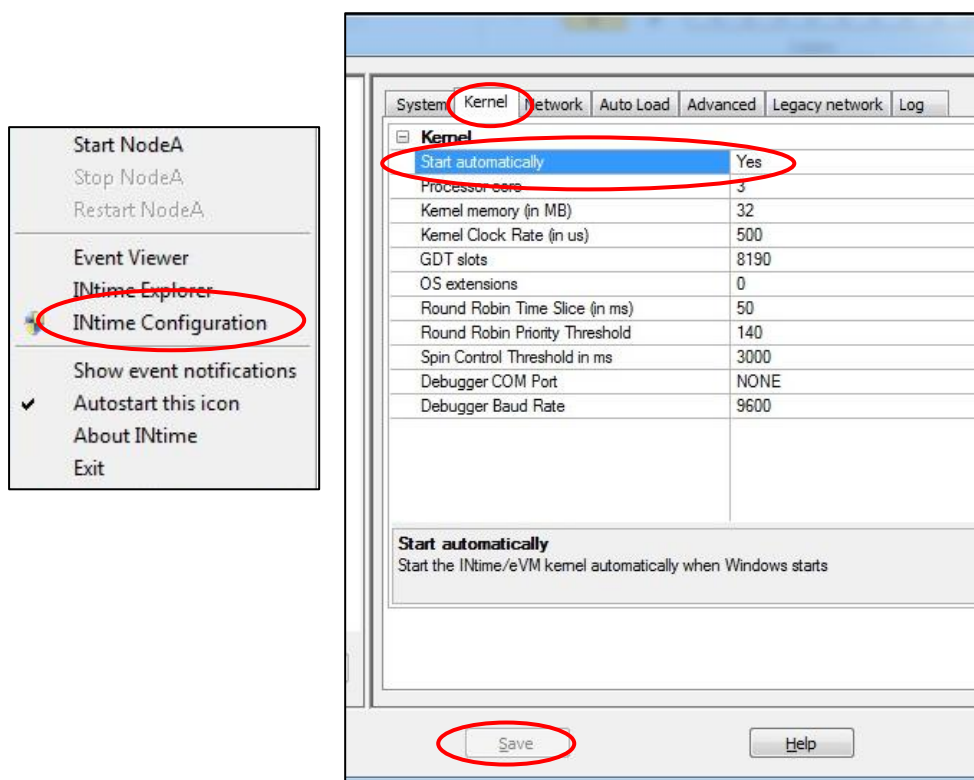 Start NodeA
Stop NodeA
Restart NodeA
Event Viewer
INtime Explorer
INtime Configuration
Show event notifications
Autostart this icon
About INtime
Exit
System Kernel Network Auto Load Advanced Legacy network Log
Kernel
Start automatically Yes
Processor core 3
Kernel memory (in MB) 32
Kernel Clock Rate (in us) 500
GDT slots 8190
OS extensions 0
Round Robin Time Slice (in ms) 50
Round Robin Priority Threshold 140
Spin Control Threshold in ms 3000
Debugger COM Port NONE
Debugger Baud Rate 9600
Start automatically
Start the INtime/eVM kernel automatically when Windows starts
Save Help